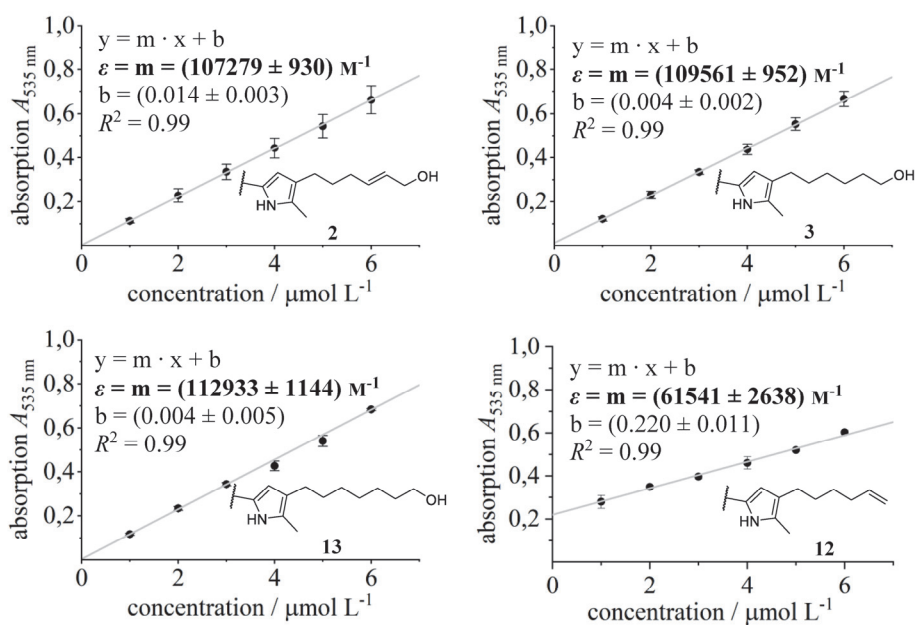 absorption A535 nm
1,0
0,8
0,6
0,4
0,2
y = m · x + b
ε = m = (107279 ± 930) M-1
b = (0.014 ± 0.003)
R2 = 0.99
OH
HN
2
0
2
4
6
concentration / μmol L-1
absorption A535 nm
1,0
0,8
0,6
0,4
0,2
y = m · x + b
ε = m = (109561 ± 952) M-1
b = (0.004 ± 0.002)
R2 = 0.99
OH
HN
3
0
2
4
6
concentration / μmol L-1
absorption A535 nm
1,0
0,8
0,6
0,4
0,2
y = m · x + b
ε = m = (112933 ± 1144) M-1
b = (0.004 ± 0.005)
R2 = 0.99
OH
HN
13
0
2
4
6
concentration / μmol L-1
absorption A535 nm
1,0
0,8
0,6
0,4
0,2
y = m · x + b
ε = m = (61541 ± 2638) M-1
b = (0.220 ± 0.011)
R2 = 0.99
HN
12
0
2
4
6
concentration / μmol L-1